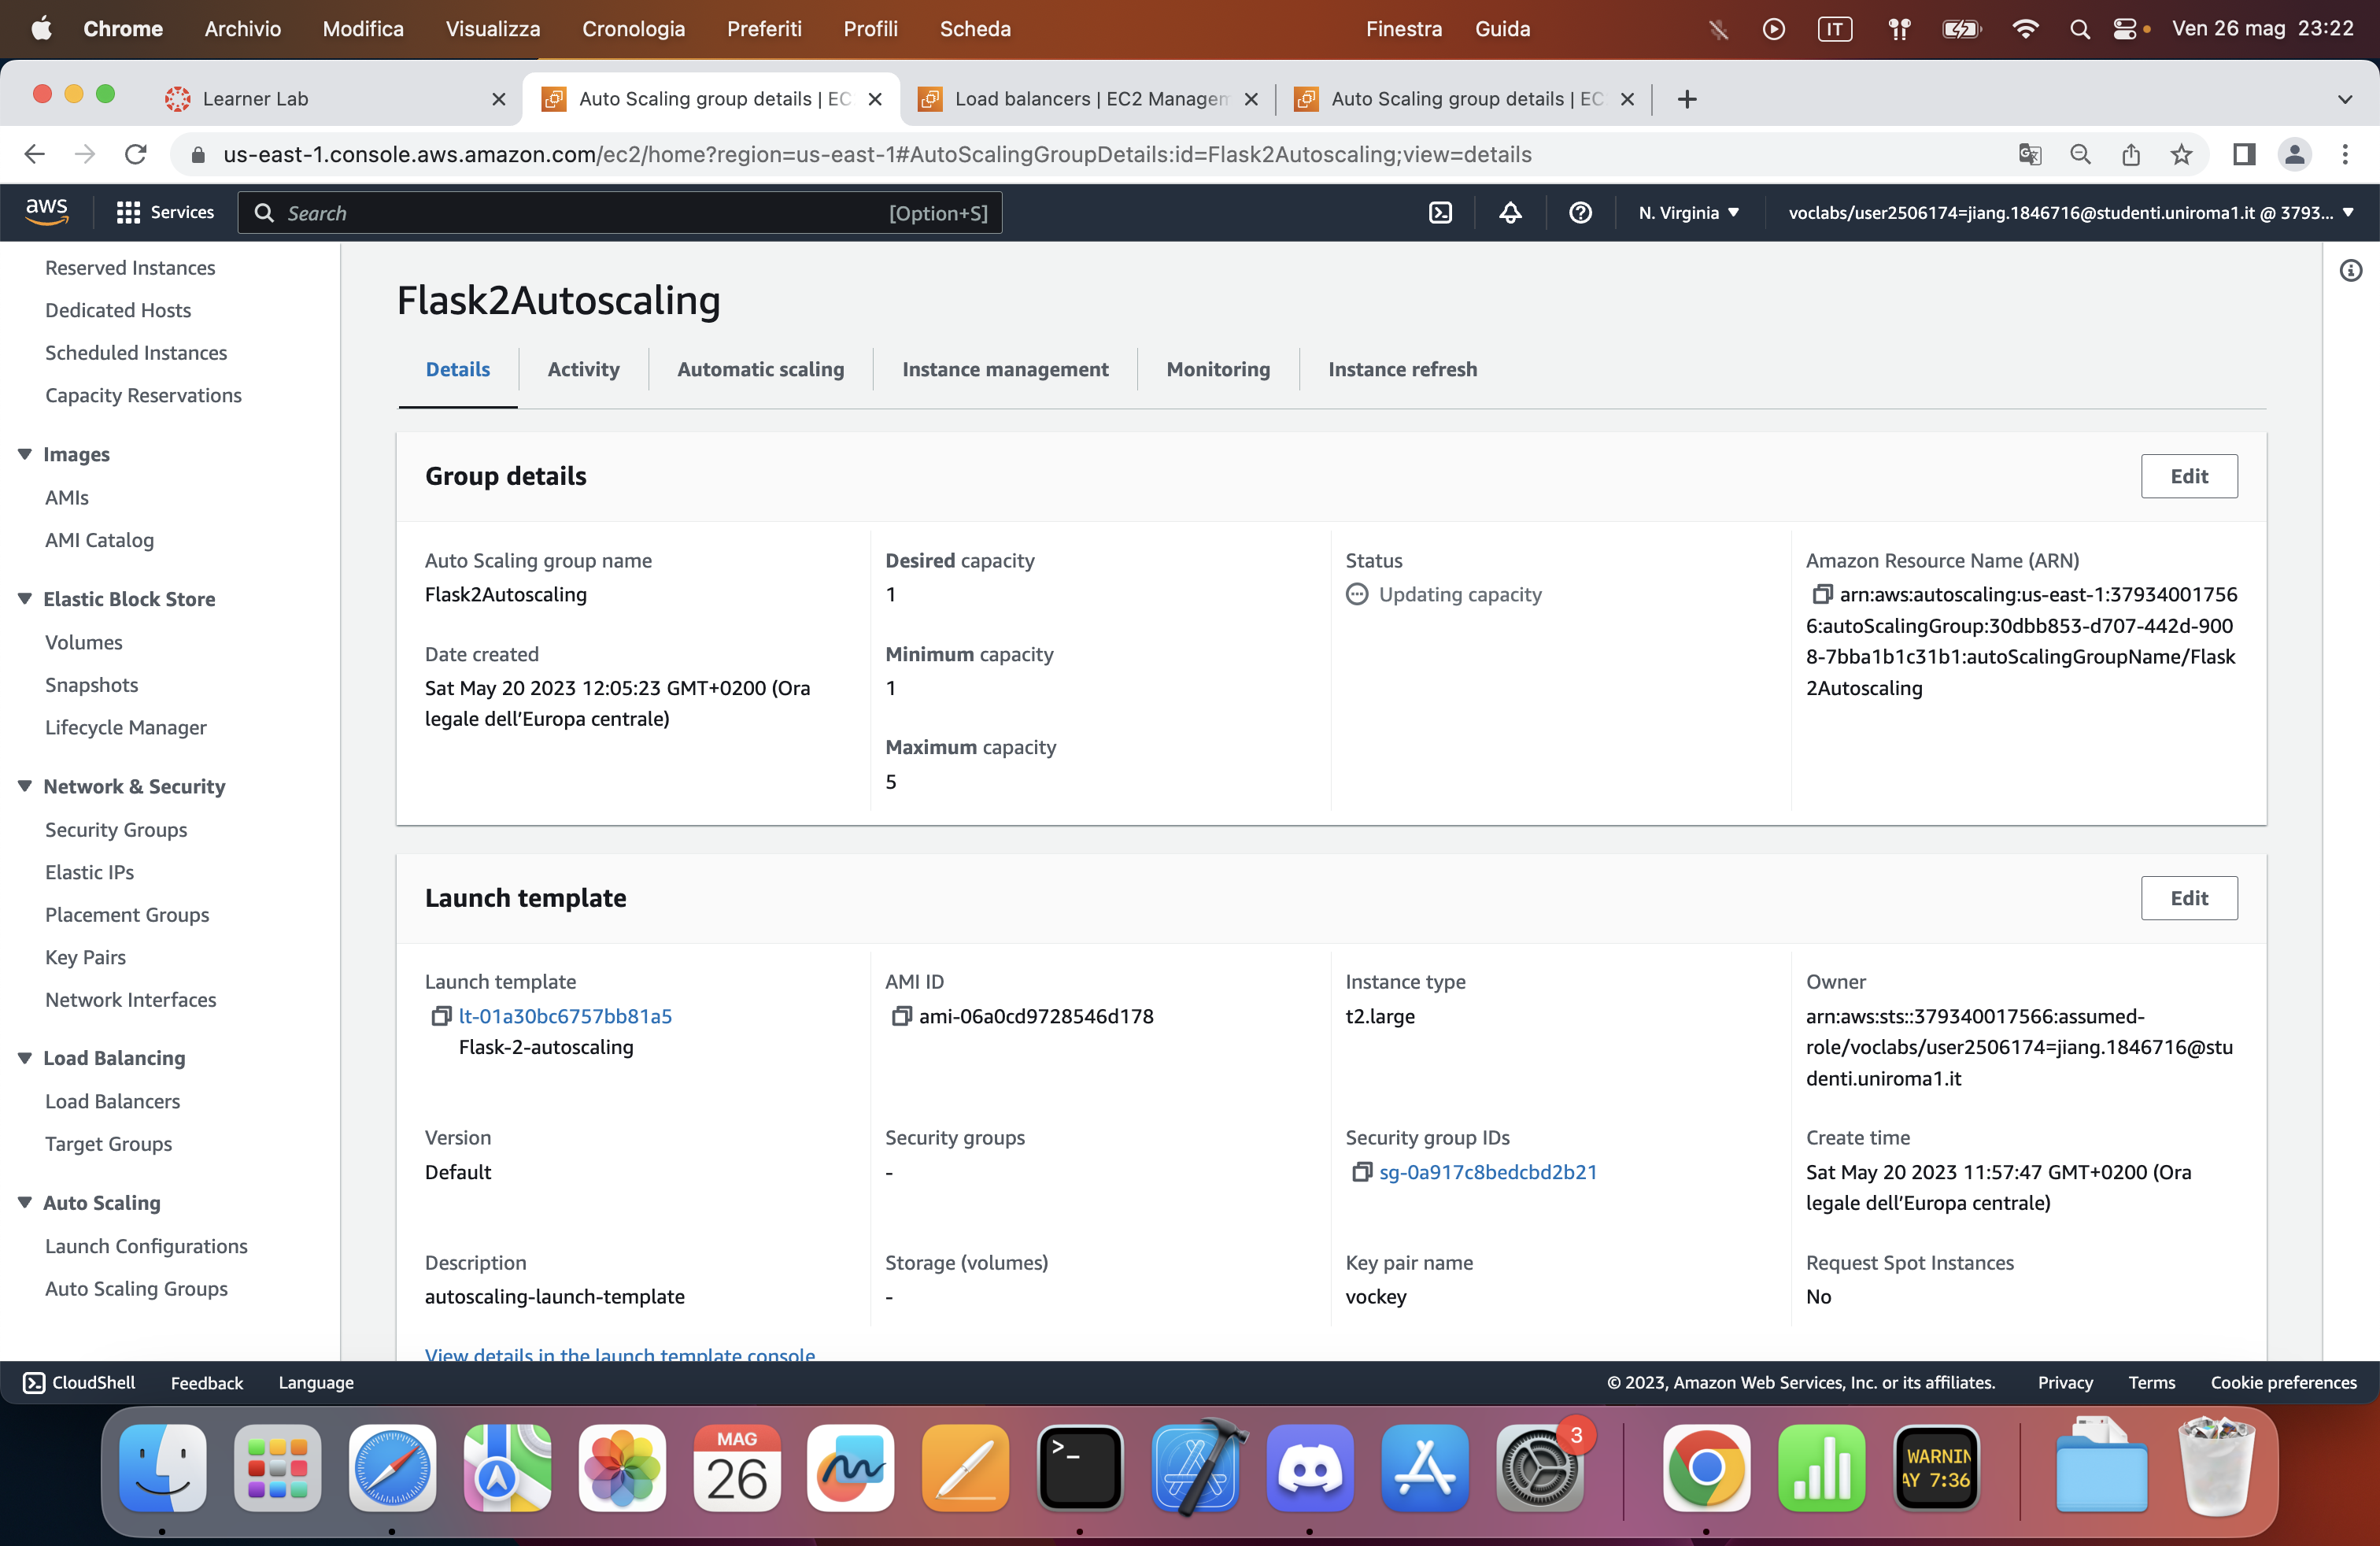 Chrome Archivio Modifica Visualizza Cronologia Preferiti Profili Scheda Finestra Guida IT Ven 26 mag 23:22
Learner Lab
Auto Scaling group details | EC
Load balancers | EC2 Managem
Auto Scaling group details | EC
us-east-1.console.aws.amazon.com/ec2/home?region=us-east-1#AutoScalingGroupDetails:id=Flask2Autoscaling;view=details
aws Services Search [Option+S] N. Virginia voclabs/user2506174=jiang.1846716@studenti.uniroma1.it @ 3793...
Reserved Instances
Dedicated Hosts
Scheduled Instances
Capacity Reservations
Images
AMIs
AMI Catalog
Elastic Block Store
Volumes
Snapshots
Lifecycle Manager
Network & Security
Security Groups
Elastic IPs
Placement Groups
Key Pairs
Network Interfaces
Load Balancing
Load Balancers
Target Groups
Auto Scaling
Launch Configurations
Auto Scaling Groups
Flask2Autoscaling
Details Activity Automatic scaling Instance management Monitoring Instance refresh
Group details
Edit
Auto Scaling group name
Flask2Autoscaling
Date created
Sat May 20 2023 12:05:23 GMT+0200 (Ora
legale dell'Europa centrale)
Desired capacity
1
Minimum capacity
1
Maximum capacity
5
Status
Updating capacity
Amazon Resource Name (ARN)
arn:aws:autoscaling:us-east-1:37934001756
6:autoScalingGroup:30dbb853-d707-442d-900
8-7bba1b1c31b1:autoScalingGroupName/Flask
2Autoscaling
Launch template
Edit
Launch template
lt-01a30bc6757bb81a5
Flask-2-autoscaling
AMI ID
ami-06a0cd9728546d178
Instance type
t2.large
Owner
arn:aws:sts::379340017566:assumed-
role/voclabs/user2506174=jiang.1846716@stu
denti.uniroma1.it
Version
Default
Security groups
-
Security group IDs
sg-0a917c8bedcbd2b21
Create time
Sat May 20 2023 11:57:47 GMT+0200 (Ora
legale dell'Europa centrale)
Description
autoscaling-launch-template
Storage (volumes)
-
Key pair name
vockey
Request Spot Instances
No
View details in the launch template console
CloudShell Feedback Language © 2023, Amazon Web Services, Inc. or its affiliates. Privacy Terms Cookie preferences
MAG
26
>_
3
WARNIN
AY 7:36